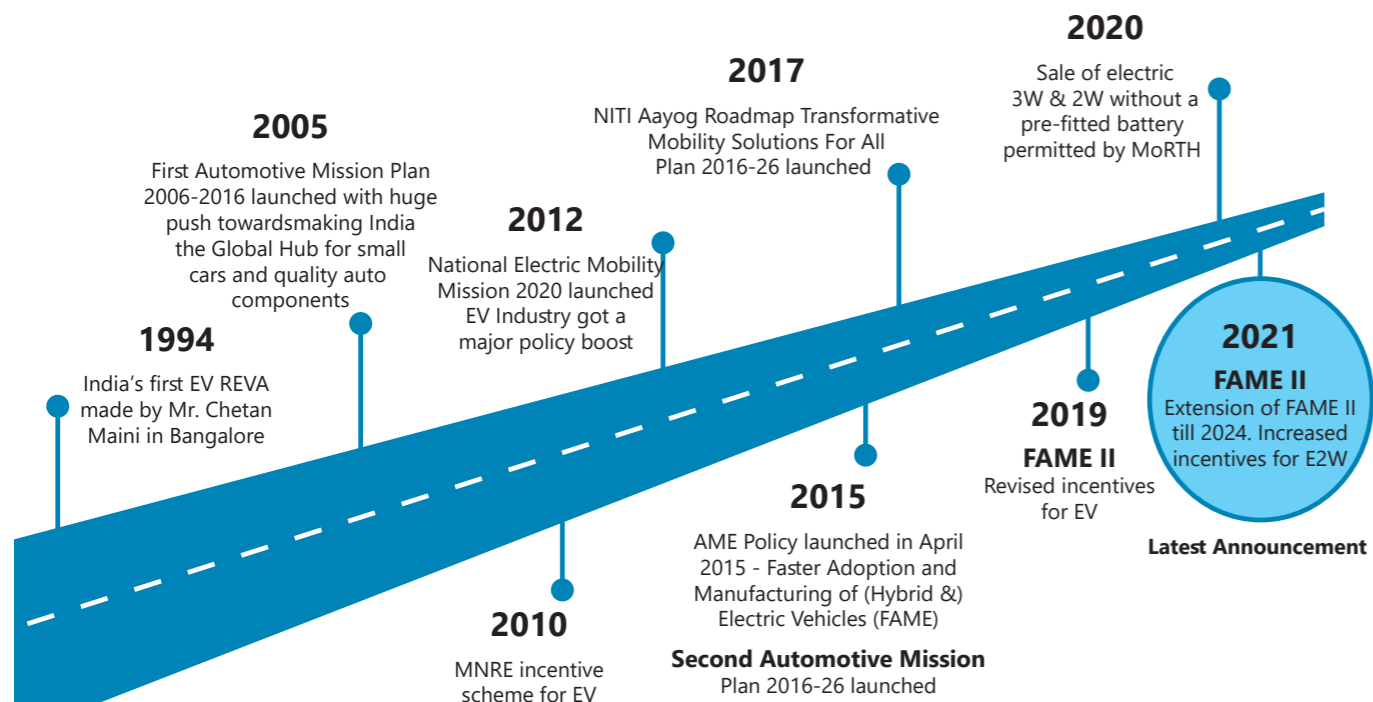 1994
India's first EV REVA
made by Mr. Chetan
Maini in Bangalore
2005
First Automotive Mission Plan
2006-2016 launched with huge
push towardsmaking India
the Global Hub for small
cars and quality auto
components
2010
MNRE incentive
scheme for EV
2012
National Electric Mobility
Mission 2020 launched
EV Industry got a
major policy boost
2015
AME Policy launched in April
2015 - Faster Adoption and
Manufacturing of (Hybrid &)
Electric Vehicles (FAME)
Second Automotive Mission
Plan 2016-26 launched
2017
NITI Aayog Roadmap Transformative
Mobility Solutions For All
Plan 2016-26 launched
2019
FAME II
Revised incentives
for EV
2020
Sale of electric
3W & 2W without a
pre-fitted battery
permitted by MoRTH
2021
FAME II
Extension of FAME II
till 2024. Increased
incentives for E2W
Latest Announcement